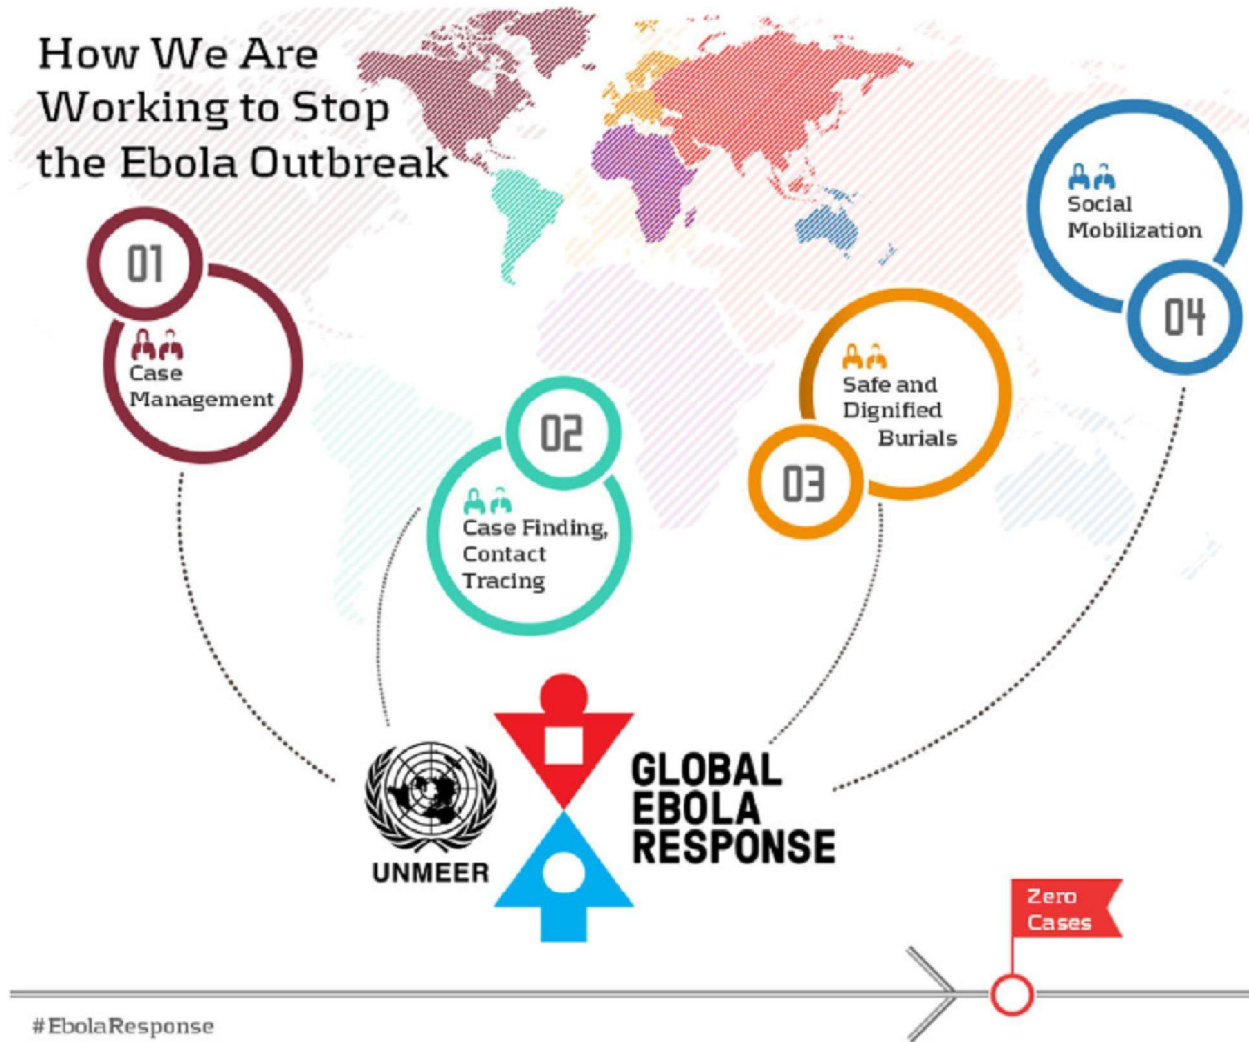 How We Are
Working to Stop
the Ebola Outbreak
01
Case
Management
02
Case Finding,
Contact
Tracing
03
Safe and
Dignified
Burials
04
Social
Mobilization
UNMEER
GLOBAL
EBOLA
RESPONSE
Zero
Cases
#EbolaResponse